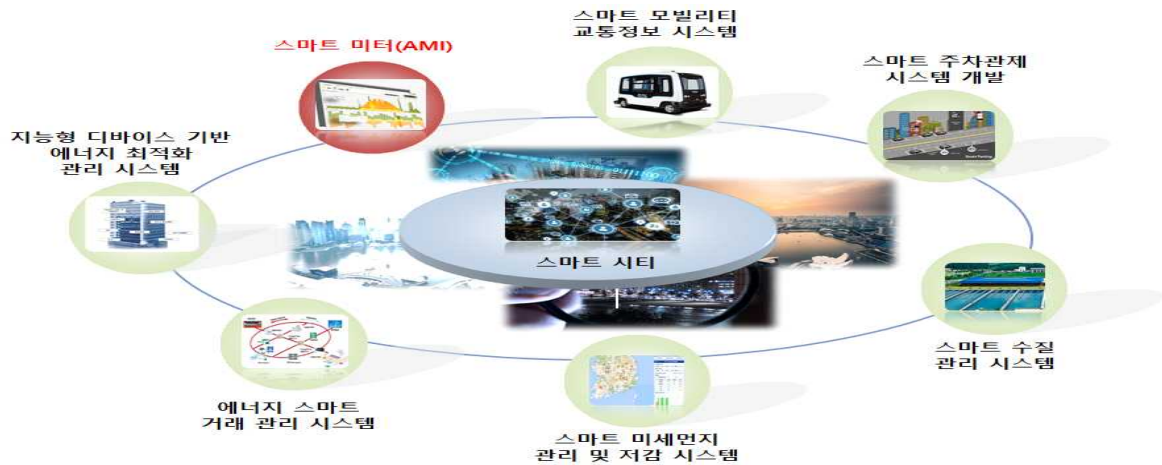 스마트 모빌리티
교통정보 시스템
스마트 미터(AMI)
스마트 주차관제
시스템 개발
지능형 디바이스 기반
에너지 최적화
관리 시스템
스마트 시티
스마트 수질
관리 시스템
에너지 스마트
거래 관리 시스템
스마트 미세먼지
관리 및 저감 시스템